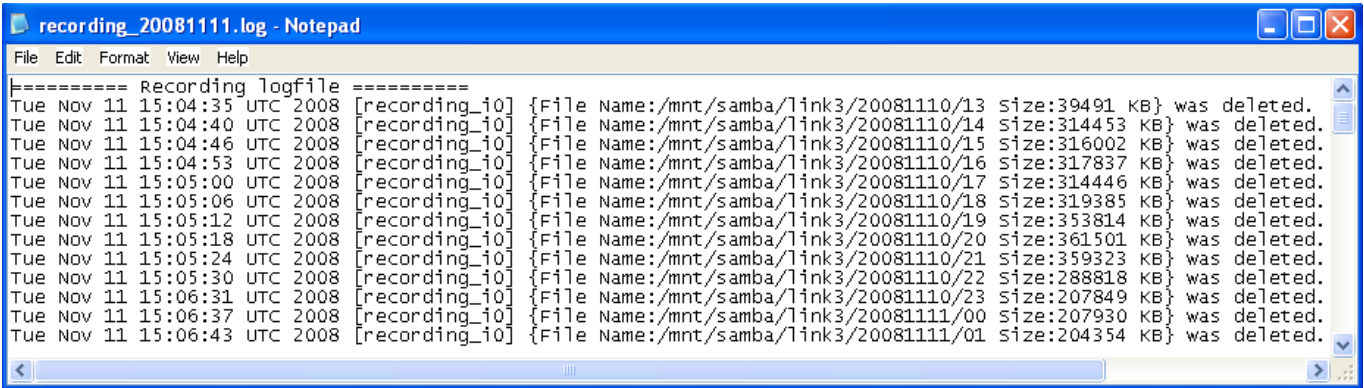 recording_20081111.log - Notepad
File Edit Format View Help
========== Recording logfile ==========
Tue Nov 11 15:04:35 UTC 2008 [recording_i0] {File Name:/mnt/samba/link3/20081110/13 Size:39491 KB} was deleted.
Tue Nov 11 15:04:40 UTC 2008 [recording_i0] {File Name:/mnt/samba/link3/20081110/14 Size:314453 KB} was deleted.
Tue Nov 11 15:04:46 UTC 2008 [recording_i0] {File Name:/mnt/samba/link3/20081110/15 Size:316002 KB} was deleted.
Tue Nov 11 15:04:53 UTC 2008 [recording_i0] {File Name:/mnt/samba/link3/20081110/16 Size:317837 KB} was deleted.
Tue Nov 11 15:05:00 UTC 2008 [recording_i0] {File Name:/mnt/samba/link3/20081110/17 Size:314446 KB} was deleted.
Tue Nov 11 15:05:06 UTC 2008 [recording_i0] {File Name:/mnt/samba/link3/20081110/18 Size:319385 KB} was deleted.
Tue Nov 11 15:05:12 UTC 2008 [recording_i0] {File Name:/mnt/samba/link3/20081110/19 Size:353814 KB} was deleted.
Tue Nov 11 15:05:18 UTC 2008 [recording_i0] {File Name:/mnt/samba/link3/20081110/20 Size:361501 KB} was deleted.
Tue Nov 11 15:05:24 UTC 2008 [recording_i0] {File Name:/mnt/samba/link3/20081110/21 Size:359323 KB} was deleted.
Tue Nov 11 15:05:30 UTC 2008 [recording_i0] {File Name:/mnt/samba/link3/20081110/22 Size:288818 KB} was deleted.
Tue Nov 11 15:06:31 UTC 2008 [recording_i0] {File Name:/mnt/samba/link3/20081110/23 Size:207849 KB} was deleted.
Tue Nov 11 15:06:37 UTC 2008 [recording_i0] {File Name:/mnt/samba/link3/20081111/00 Size:207930 KB} was deleted.
Tue Nov 11 15:06:43 UTC 2008 [recording_i0] {File Name:/mnt/samba/link3/20081111/01 Size:204354 KB} was deleted.